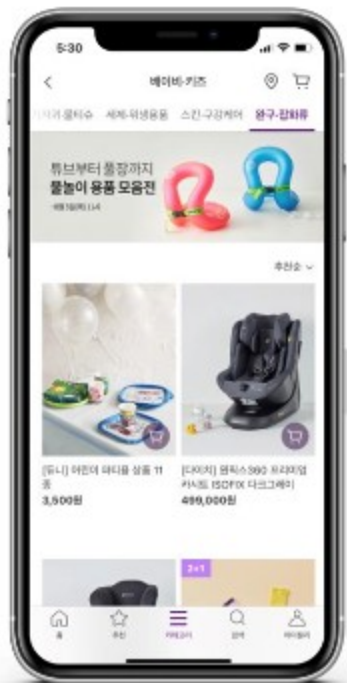 5:30
베이비·키즈
세제·위생용품 스킨·구강케어 완구·잡화류
튜브부터 풀장까지
물놀이 용품 모음전
추천순
[듀니] 어린이 파티용 상품 11
종
3,500원
[다이치] 원픽스360 프리미엄
카시트 ISOFIX 다크그레이
499,000원
2+1
홈 추천 카테고리 검색 마이컬리